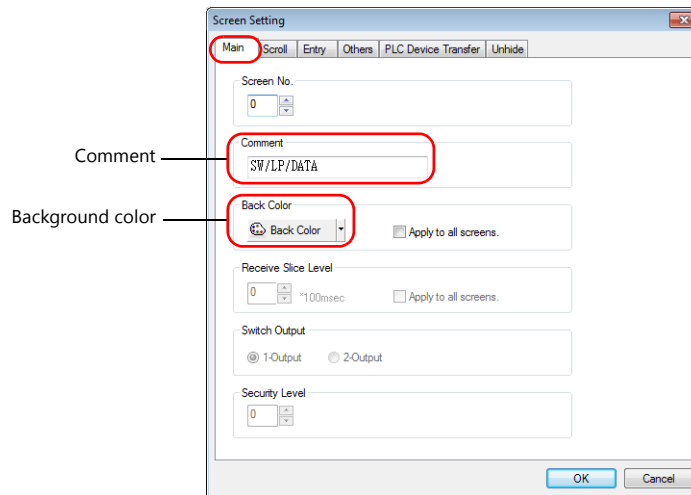 Screen Setting
Main Scroll Entry Others PLC Device Transfer Unhide
Screen No.
0
Comment
Comment
SW/LP/DATA
Background color
Back Color
Back Color
Apply to all screens.
Receive Slice Level
0 *100msec
Apply to all screens.
Switch Output
1-Output 2-Output
Security Level
0
OK Cancel